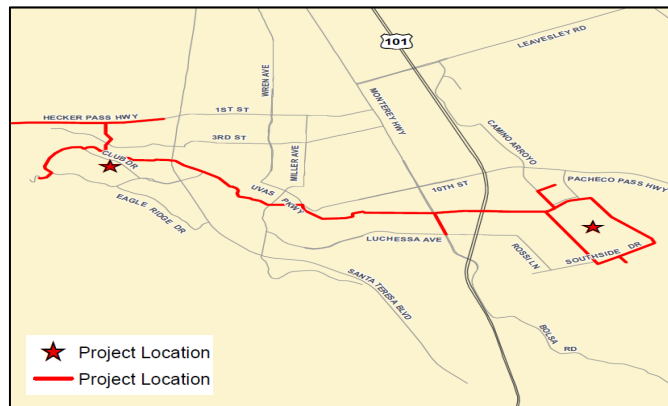 LEAVESLEY RD
101
WREN AVE
MONTEREY HWY
HECKER PASS HWY
1ST ST
3RD ST
CAMINO ARROYO
MILLER AVE
CLUB DR
PACHECO PASS HWY
10TH ST
UVAS PKWY
EAGLE RIDGE DR
LUCHESSA AVE
ROSSI LN
SOUTHSIDE DR
SANTA TERESA BLVD
BOLSA RD
Project Location
Project Location